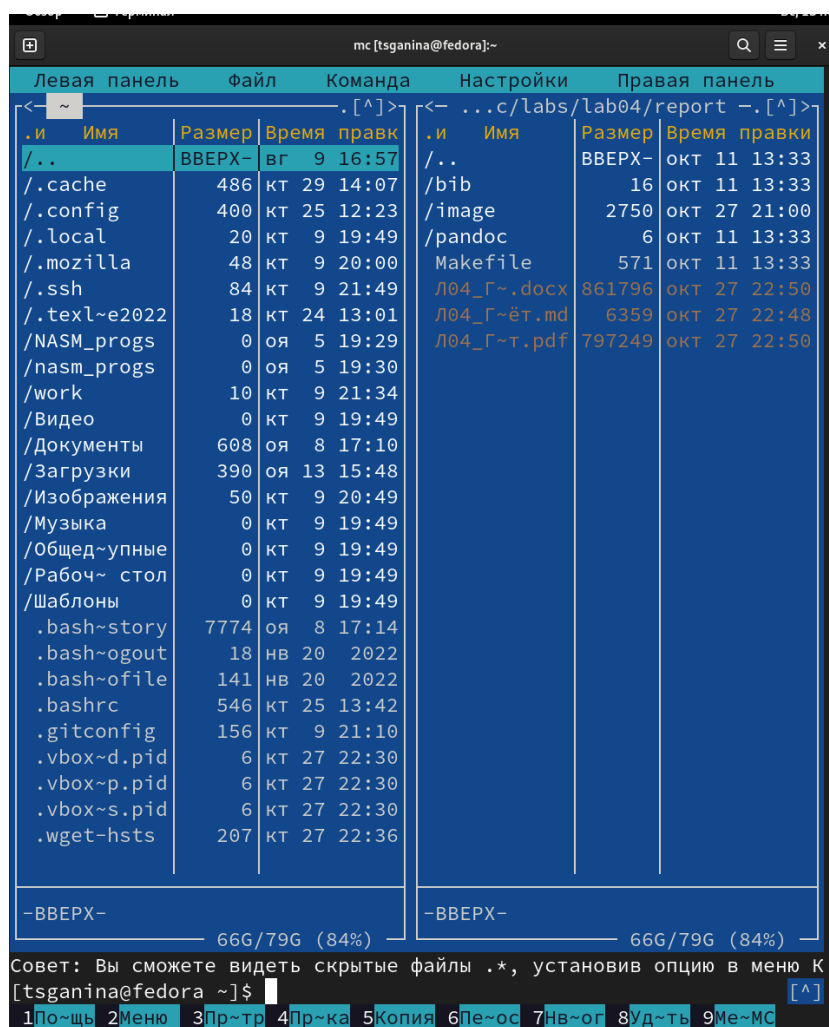 mc [tsganina@fedora]:~
Левая панель Файл Команда Настройки Правая панель
<─ ~ ─.[^]>
.и Имя Размер Время правк
/.. ВВЕРХ- вг 9 16:57
/.cache 486 кт 29 14:07
/.config 400 кт 25 12:23
/.local 20 кт 9 19:49
/.mozilla 48 кт 9 20:00
/.ssh 84 кт 9 21:49
/.texl~e2022 18 кт 24 13:01
/NASM_progs 0 оя 5 19:29
/nasm_progs 0 оя 5 19:30
/work 10 кт 9 21:34
/Видео 0 кт 9 19:49
/Документы 608 оя 8 17:10
/Загрузки 390 оя 13 15:48
/Изображения 50 кт 9 20:49
/Музыка 0 кт 9 19:49
/Общед~упные 0 кт 9 19:49
/Рабоч~ стол 0 кт 9 19:49
/Шаблоны 0 кт 9 19:49
.bash~story 7774 оя 8 17:14
.bash~ogout 18 нв 20 2022
.bash~ofile 141 нв 20 2022
.bashrc 546 кт 25 13:42
.gitconfig 156 кт 9 21:10
.vbox~d.pid 6 кт 27 22:30
.vbox~p.pid 6 кт 27 22:30
.vbox~s.pid 6 кт 27 22:30
.wget-hsts 207 кт 27 22:36
-ВВЕРХ-
66G/79G (84%)
<─ ...c/labs/lab04/report ─.[^]>
.и Имя Размер Время правки
/.. ВВЕРХ- окт 11 13:33
/bib 16 окт 11 13:33
/image 2750 окт 27 21:00
/pandoc 6 окт 11 13:33
Makefile 571 окт 11 13:33
Л04_Г~.docx 861796 окт 27 22:50
Л04_Г~ёт.md 6359 окт 27 22:48
Л04_Г~т.pdf 797249 окт 27 22:50
-ВВЕРХ-
66G/79G (84%)
Совет: Вы сможете видеть скрытые файлы .*, установив опцию в меню К
[tsganina@fedora ~]$ [^]
1По~щь 2Меню 3Пр~тр 4Пр~ка 5Копия 6Пе~ос 7Нв~ог 8Уд~ть 9Ме~МС